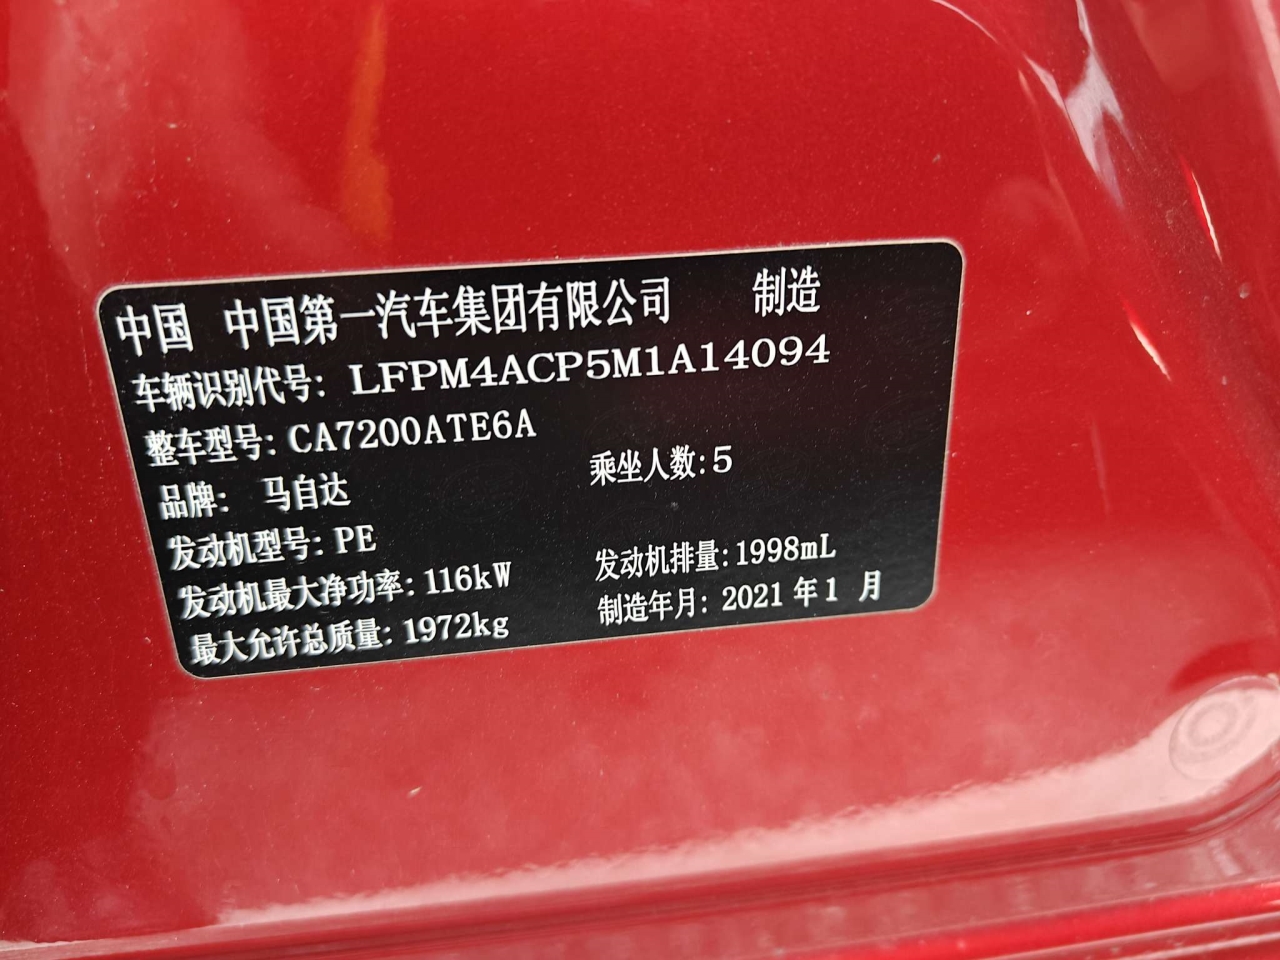 中国 中国第一汽车集团有限公司 制造
车辆识别代号: LFPM4ACP5M1A14094
整车型号: CA7200ATE6A
品牌: 马自达 乘坐人数: 5
发动机型号: PE
发动机最大净功率: 116kW 发动机排量: 1998mL
最大允许总质量: 1972kg 制造年月: 2021 年 1 月